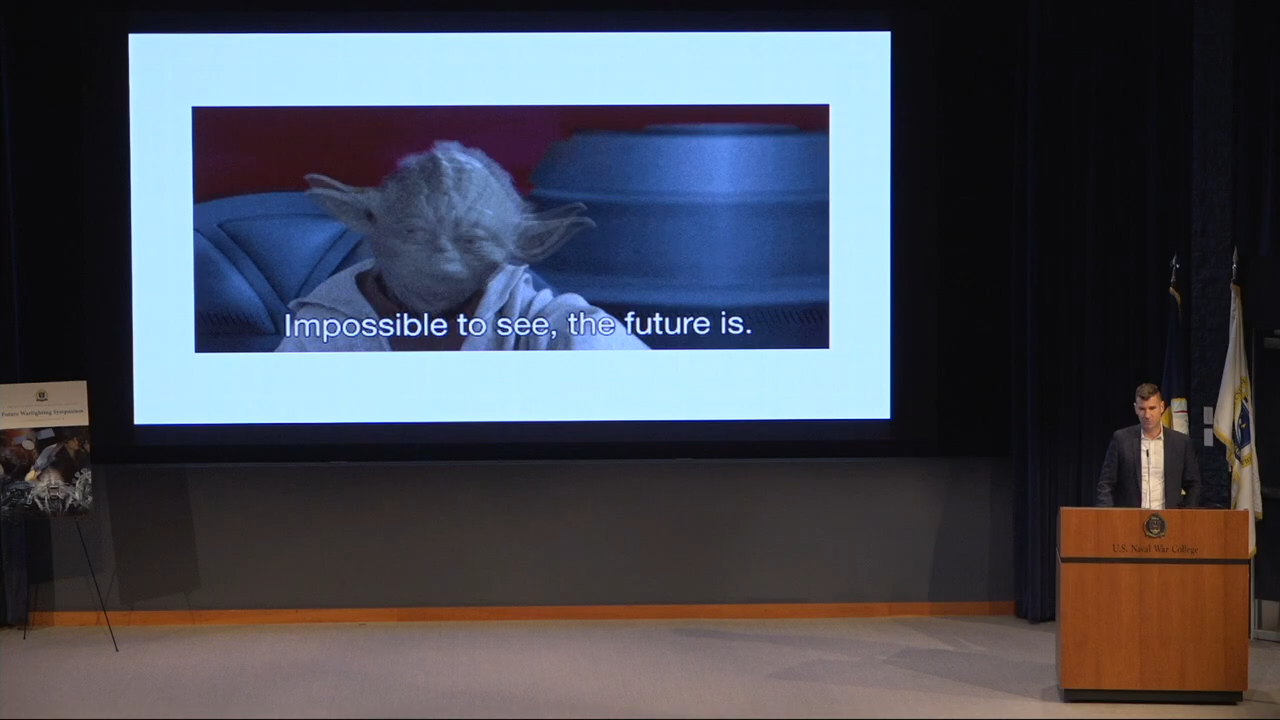 Impossible to see, the future is.
Future Warfighting Symposium
U.S. Naval War College